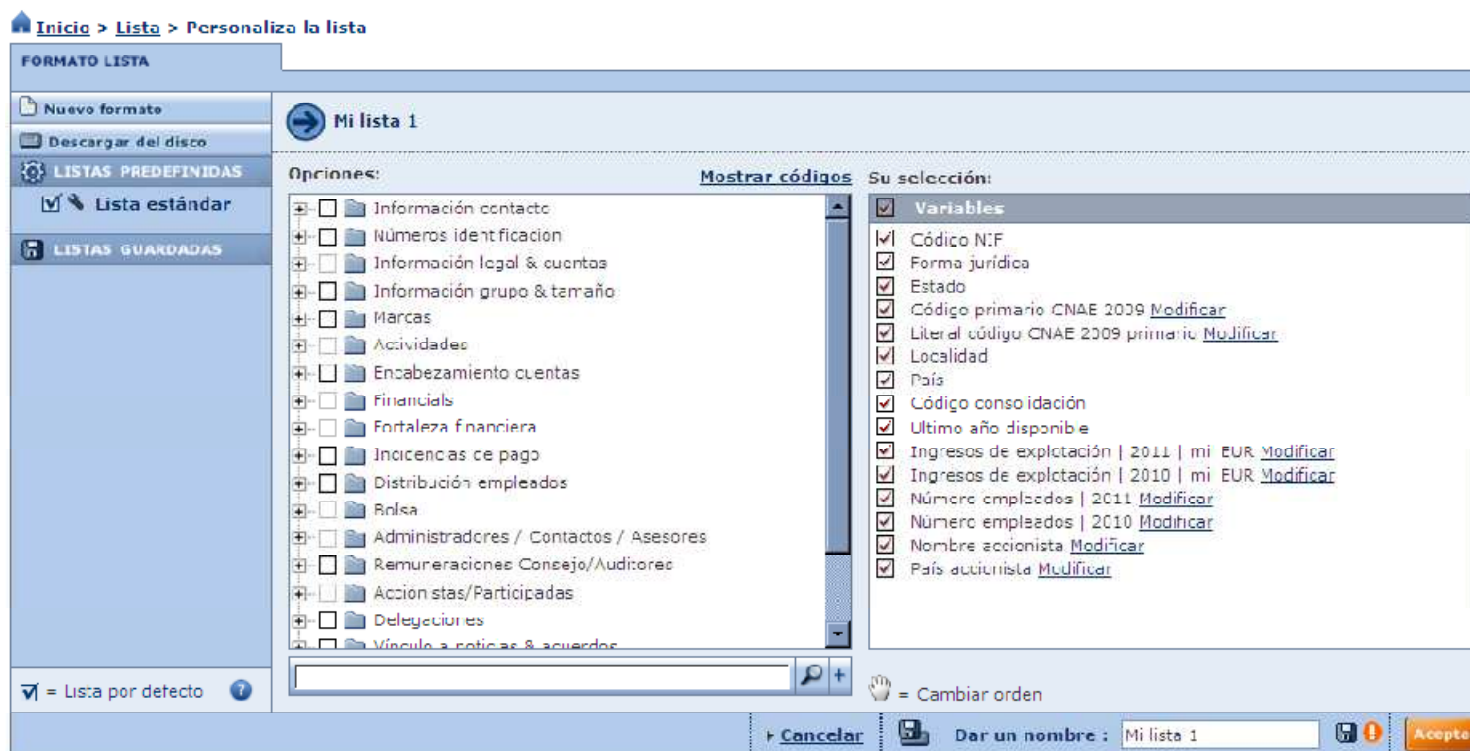 Inicio > Lista > Personaliza la lista
FORMATO LISTA
Nuevo formato
Descargar del disco
LISTAS PREDEFINIDAS
Lista estándar
LISTAS GUARDADAS
= Lista por defecto
Mi lista 1
Opciones:
Mostrar códigos
Información contacto
Números identificacion
Información legal & cuentas
Información grupo & tamaño
Marcas
Actividades
Encabezamiento cuentas
Financials
Fortaleza financiera
Incicencias de pago
Distribución empleados
Bolsa
Administradores / Contactos / Asesores
Remuneraciones Consejo/Auditores
Accionistas/Participadas
Delegaciones
Vínculo a noticias & acuerdos
Su selección:
Variables
Código NIF
Forma jurídica
Estado
Código primario CNAE 2009 Modificar
Literal código CNAE 2009 primario Modificar
Localidad
País
Código consolidación
Ultimo año disponible
Ingresos de explotación | 2011 | mil EUR Modificar
Ingresos de explotación | 2010 | mil EUR Modificar
Número empleados | 2011 Modificar
Número empleados | 2010 Modificar
Nombre accionista Modificar
País accionista Modificar
= Cambiar orden
Cancelar
Dar un nombre :
Mi lista 1
Acepta